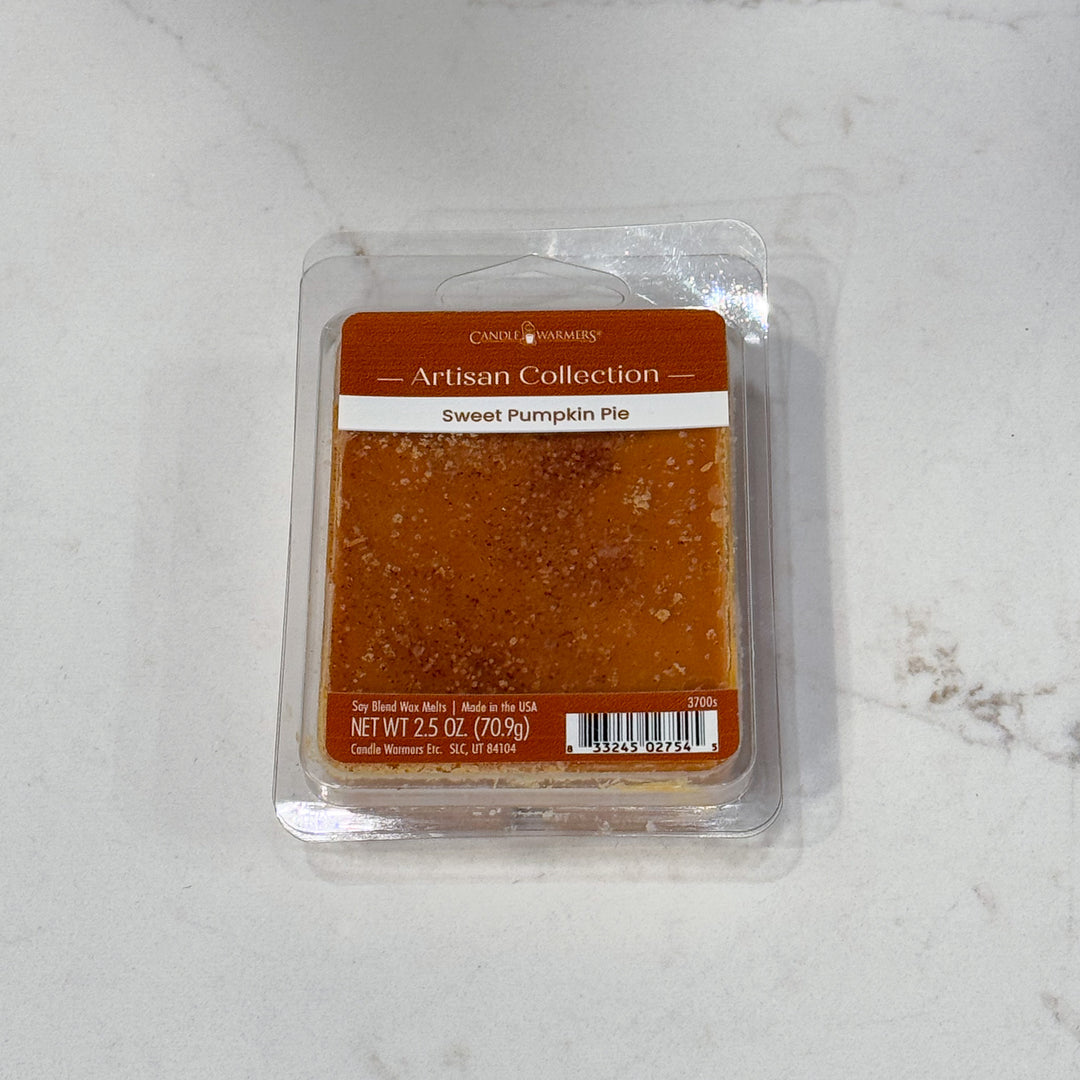 CANDLE WARMERS®
— Artisan Collection —
Sweet Pumpkin Pie
Soy Blend Wax Melts | Made in the USA
3700s
NET WT 2.5 OZ. (70.9g)
Candle Warmers Etc. SLC, UT 84104
8 33245 02754 5